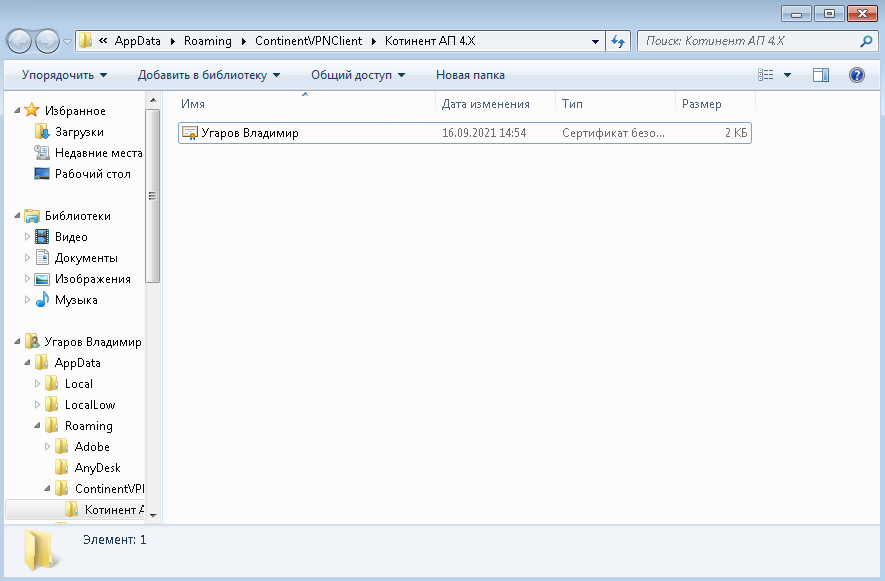 « AppData Roaming ContinentVPNClient Котинент АП 4.X Поиск: Котинент АП 4.X
Упорядочить Добавить в библиотеку Общий доступ Новая папка
Имя Дата изменения Тип Размер
Угаров Владимир 16.09.2021 14:54 Сертификат безо... 2 КБ
Избранное
Загрузки
Недавние места
Рабочий стол
Библиотеки
Видео
Документы
Изображения
Музыка
Угаров Владимир
AppData
Local
LocalLow
Roaming
Adobe
AnyDesk
ContinentVPI
Котинент А
Элемент: 1